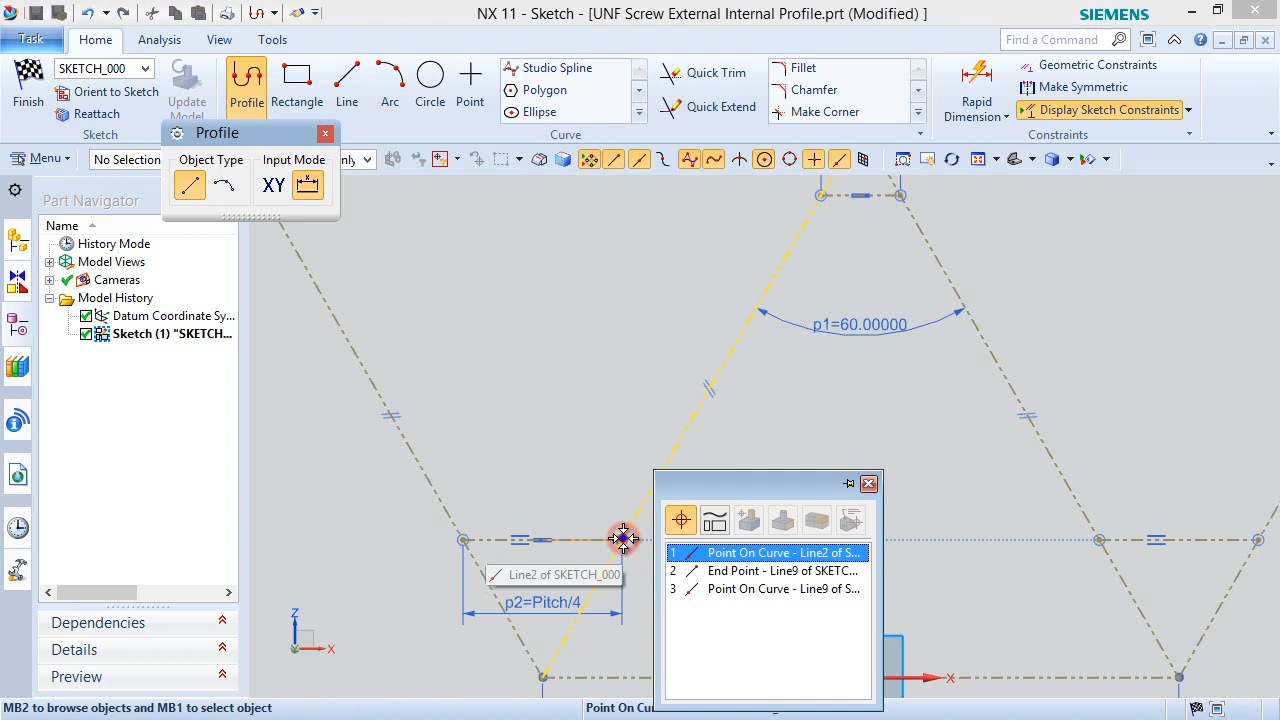 NX 11 - Sketch - [UNF Screw External Internal Profile.prt (Modified) ]
SIEMENS
Task
Home
Analysis
View
Tools
Find a Command
Finish
SKETCH_000
Orient to Sketch
Reattach
Update
Model
Sketch
Profile
Rectangle
Line
Arc
Circle
Point
Studio Spline
Polygon
Ellipse
Curve
Quick Trim
Quick Extend
Fillet
Chamfer
Make Corner
Rapid
Dimension
Geometric Constraints
Make Symmetric
Display Sketch Constraints
Constraints
Menu
No Selection
Profile
Object Type
Input Mode
XY
Part Navigator
Name
History Mode
Model Views
Cameras
Model History
Datum Coordinate Sy...
Sketch (1) "SKETCH...
Dependencies
Details
Preview
p1=60.00000
Line2 of SKETCH_000
p2=Pitch/4
1 Point On Curve - Line2 of S...
2 End Point - Line9 of SKETC...
3 Point On Curve - Line9 of S...
Z
X
X
MB2 to browse objects and MB1 to select object
Point On Cu